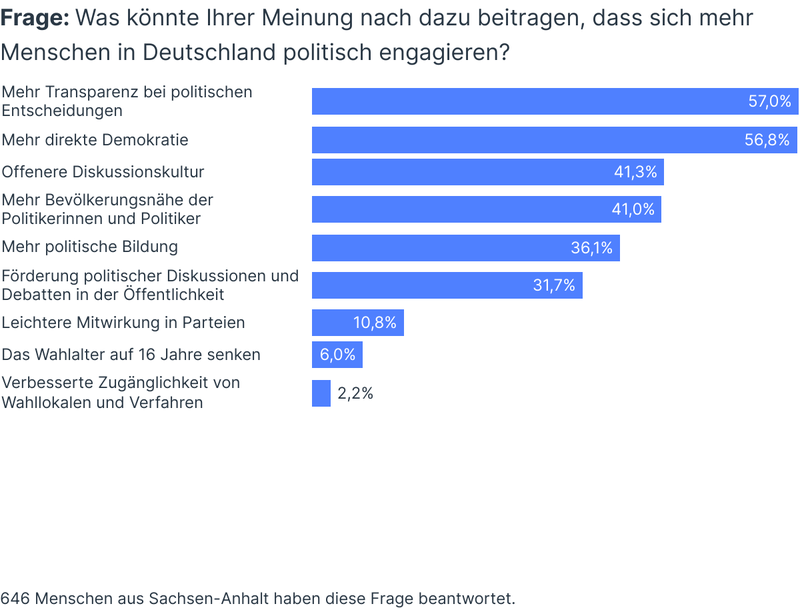 Frage: Was könnte Ihrer Meinung nach dazu beitragen, dass sich mehr
Menschen in Deutschland politisch engagieren?
Mehr Transparenz bei politischen
Entscheidungen
57,0%
Mehr direkte Demokratie
56,8%
Offenere Diskussionskultur
41,3%
Mehr Bevölkerungsnähe der
Politikerinnen und Politiker
41,0%
Mehr politische Bildung
36,1%
Förderung politischer Diskussionen und
Debatten in der Öffentlichkeit
31,7%
Leichtere Mitwirkung in Parteien
10,8%
Das Wahlalter auf 16 Jahre senken
6,0%
Verbesserte Zugänglichkeit von
Wahllokalen und Verfahren
2,2%
646 Menschen aus Sachsen-Anhalt haben diese Frage beantwortet.